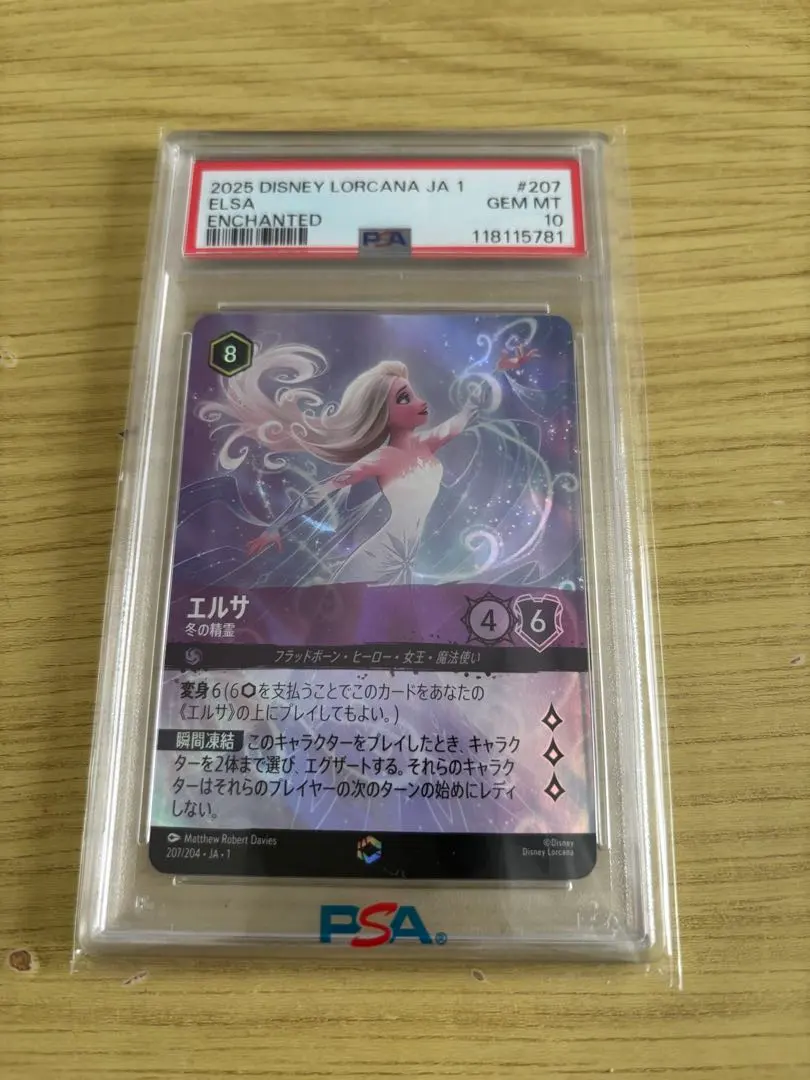 2025 DISNEY LORCANA JA 1 #207
ELSA GEM MT
ENCHANTED 10
PSA 118115781
8
エルサ
冬の精霊
4 6
フラッドボーン・ヒーロー・女王・魔法使い
変身6(6⬡を支払うことでこのカードをあなたの
《エルサ》の上にプレイしてもよい。)
瞬間凍結 このキャラクターをプレイしたとき、キャラク
ターを2体まで選び、エグザートする。それらのキャラク
ターはそれらのプレイヤーの次のターンの始めにレディ
しない。
Matthew Robert Davies ©Disney
207/204・JA・1 Disney Lorcana
PSA®